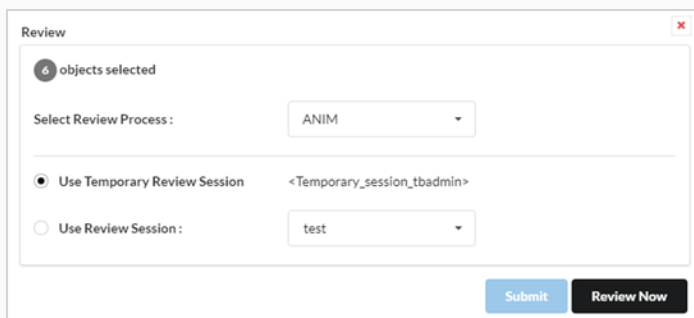 Review
6 objects selected
Select Review Process : ANIM
Use Temporary Review Session <Temporary_session_tbadmin>
Use Review Session : test
Submit Review Now